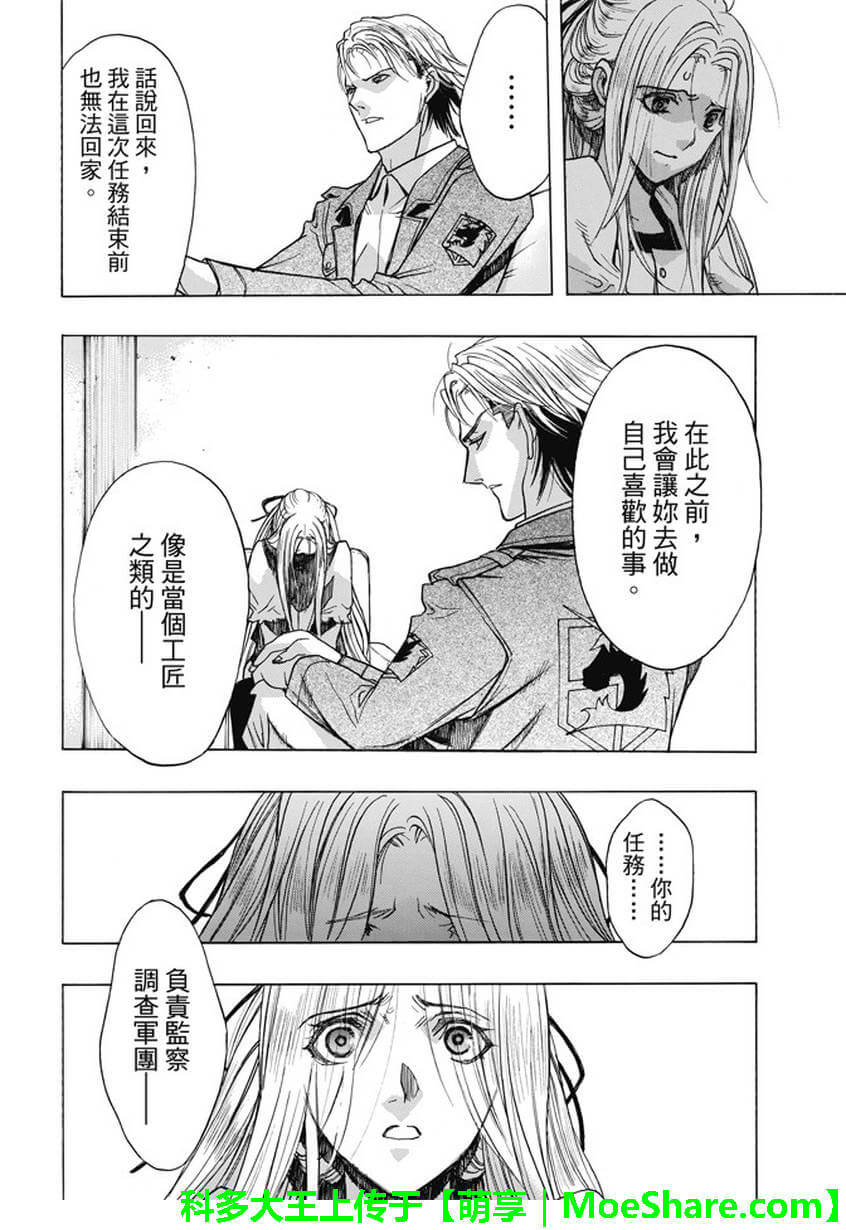 ……
話說回來，
我在這次任務結束前
也無法回家。
在此之前，
我會讓妳去做
自己喜歡的事。
像是當個工匠
之類的——
……你的
任務……
負責監察
調查軍團——
科多大王上传于【萌享｜MoeShare.com】